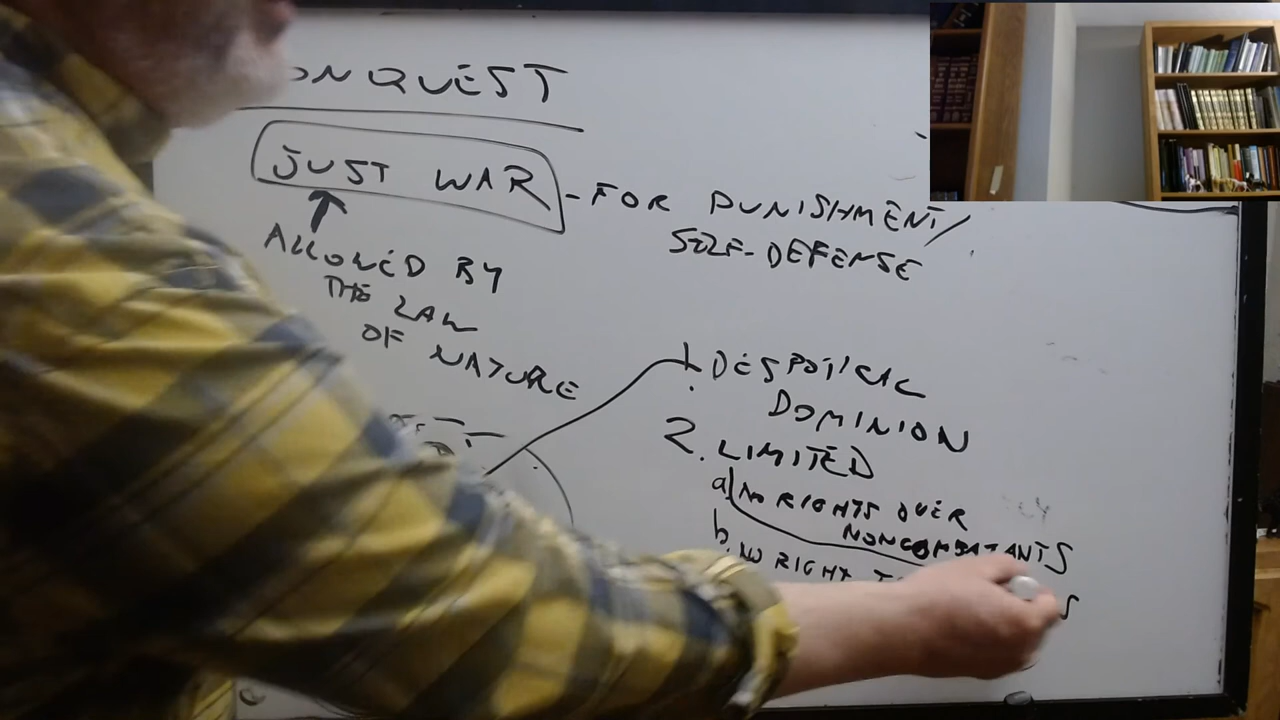 ONQUEST
JUST WAR - FOR PUNISHMENT/
SELF-DEFENSE
ALLOWED BY
THE LAW
OF NATURE
1. DESPOTICAL
DOMINION
2. LIMITED
a. NO RIGHTS OVER
NONCOMBATANTS
b. NO RIGHT